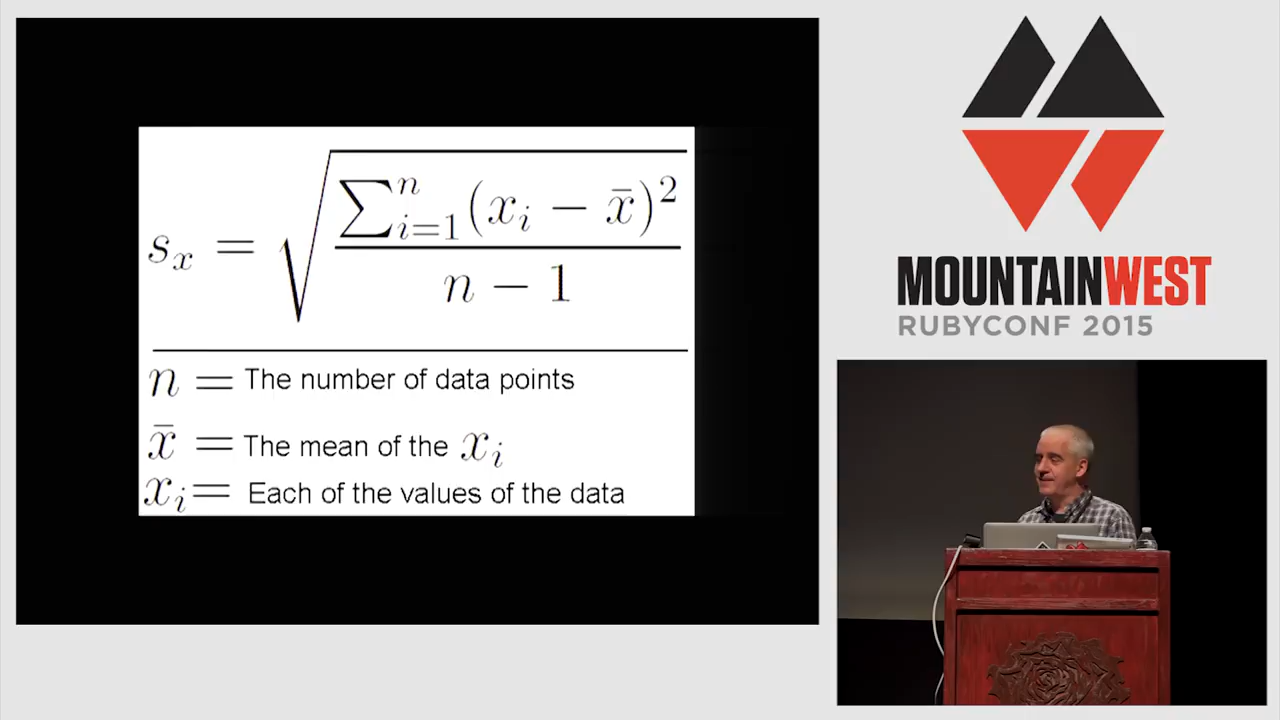 s_x = √(∑_{i=1}^{n} (x_i − x̄)^2 / (n − 1))
n = The number of data points
x̄ = The mean of the x_i
x_i = Each of the values of the data
MOUNTAINWEST
RUBYCONF 2015